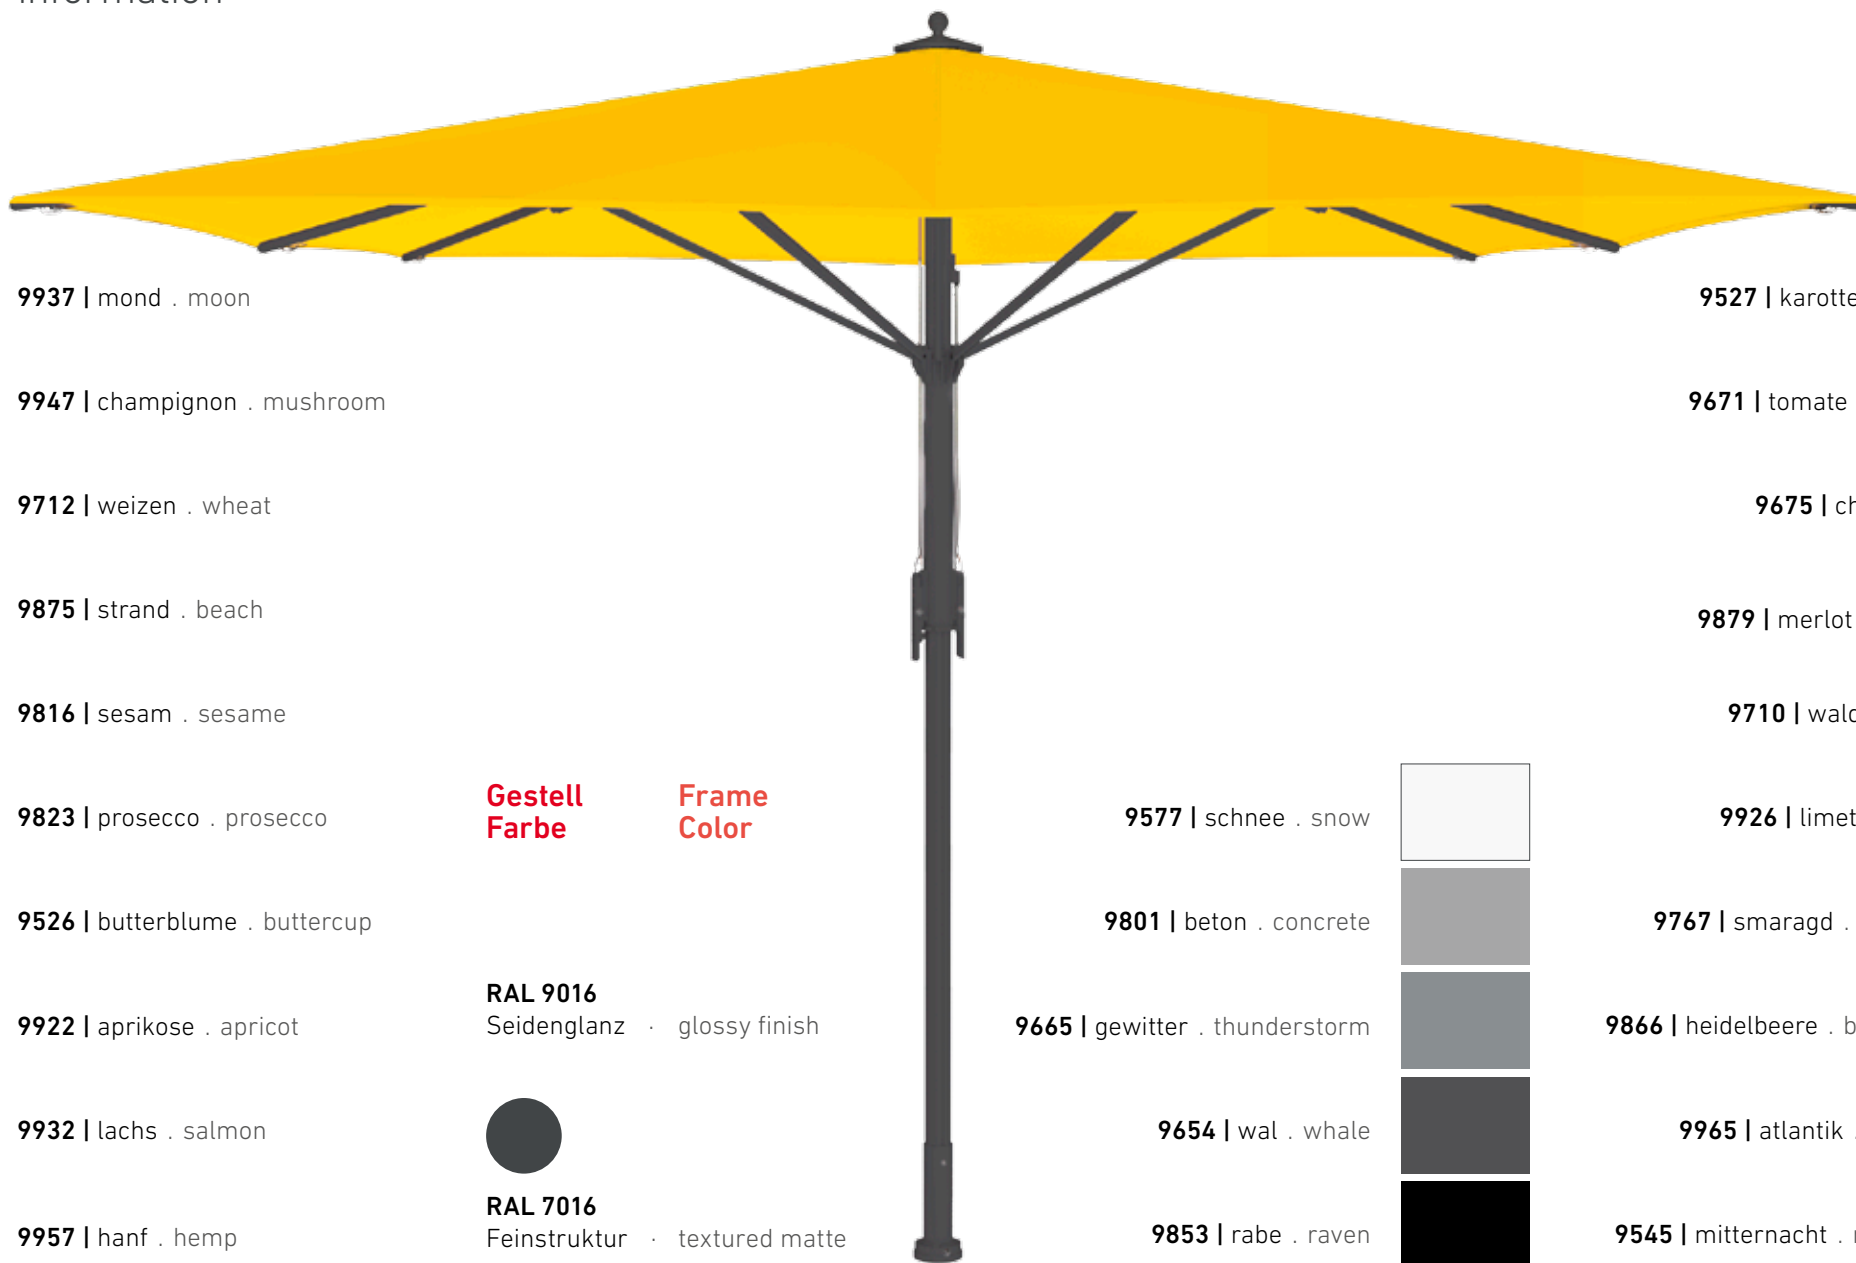 9937 | mond . moon
9947 | champignon . mushroom
9712 | weizen . wheat
9875 | strand . beach
9816 | sesam . sesame
9823 | prosecco . prosecco
9526 | butterblume . buttercup
9922 | aprikose . apricot
9932 | lachs . salmon
9957 | hanf . hemp
Gestell Frame
Farbe Color
RAL 9016
Seidenglanz · glossy finish
RAL 7016
Feinstruktur · textured matte
9577 | schnee . snow
9801 | beton . concrete
9665 | gewitter . thunderstorm
9654 | wal . whale
9853 | rabe . raven
9527 | karotte
9671 | tomate
9675 |
9879 | merlot
9710 |
9926 |
9767 | smaragd .
9866 | heidelbeere .
9965 | atlantik .
9545 | mitternacht .